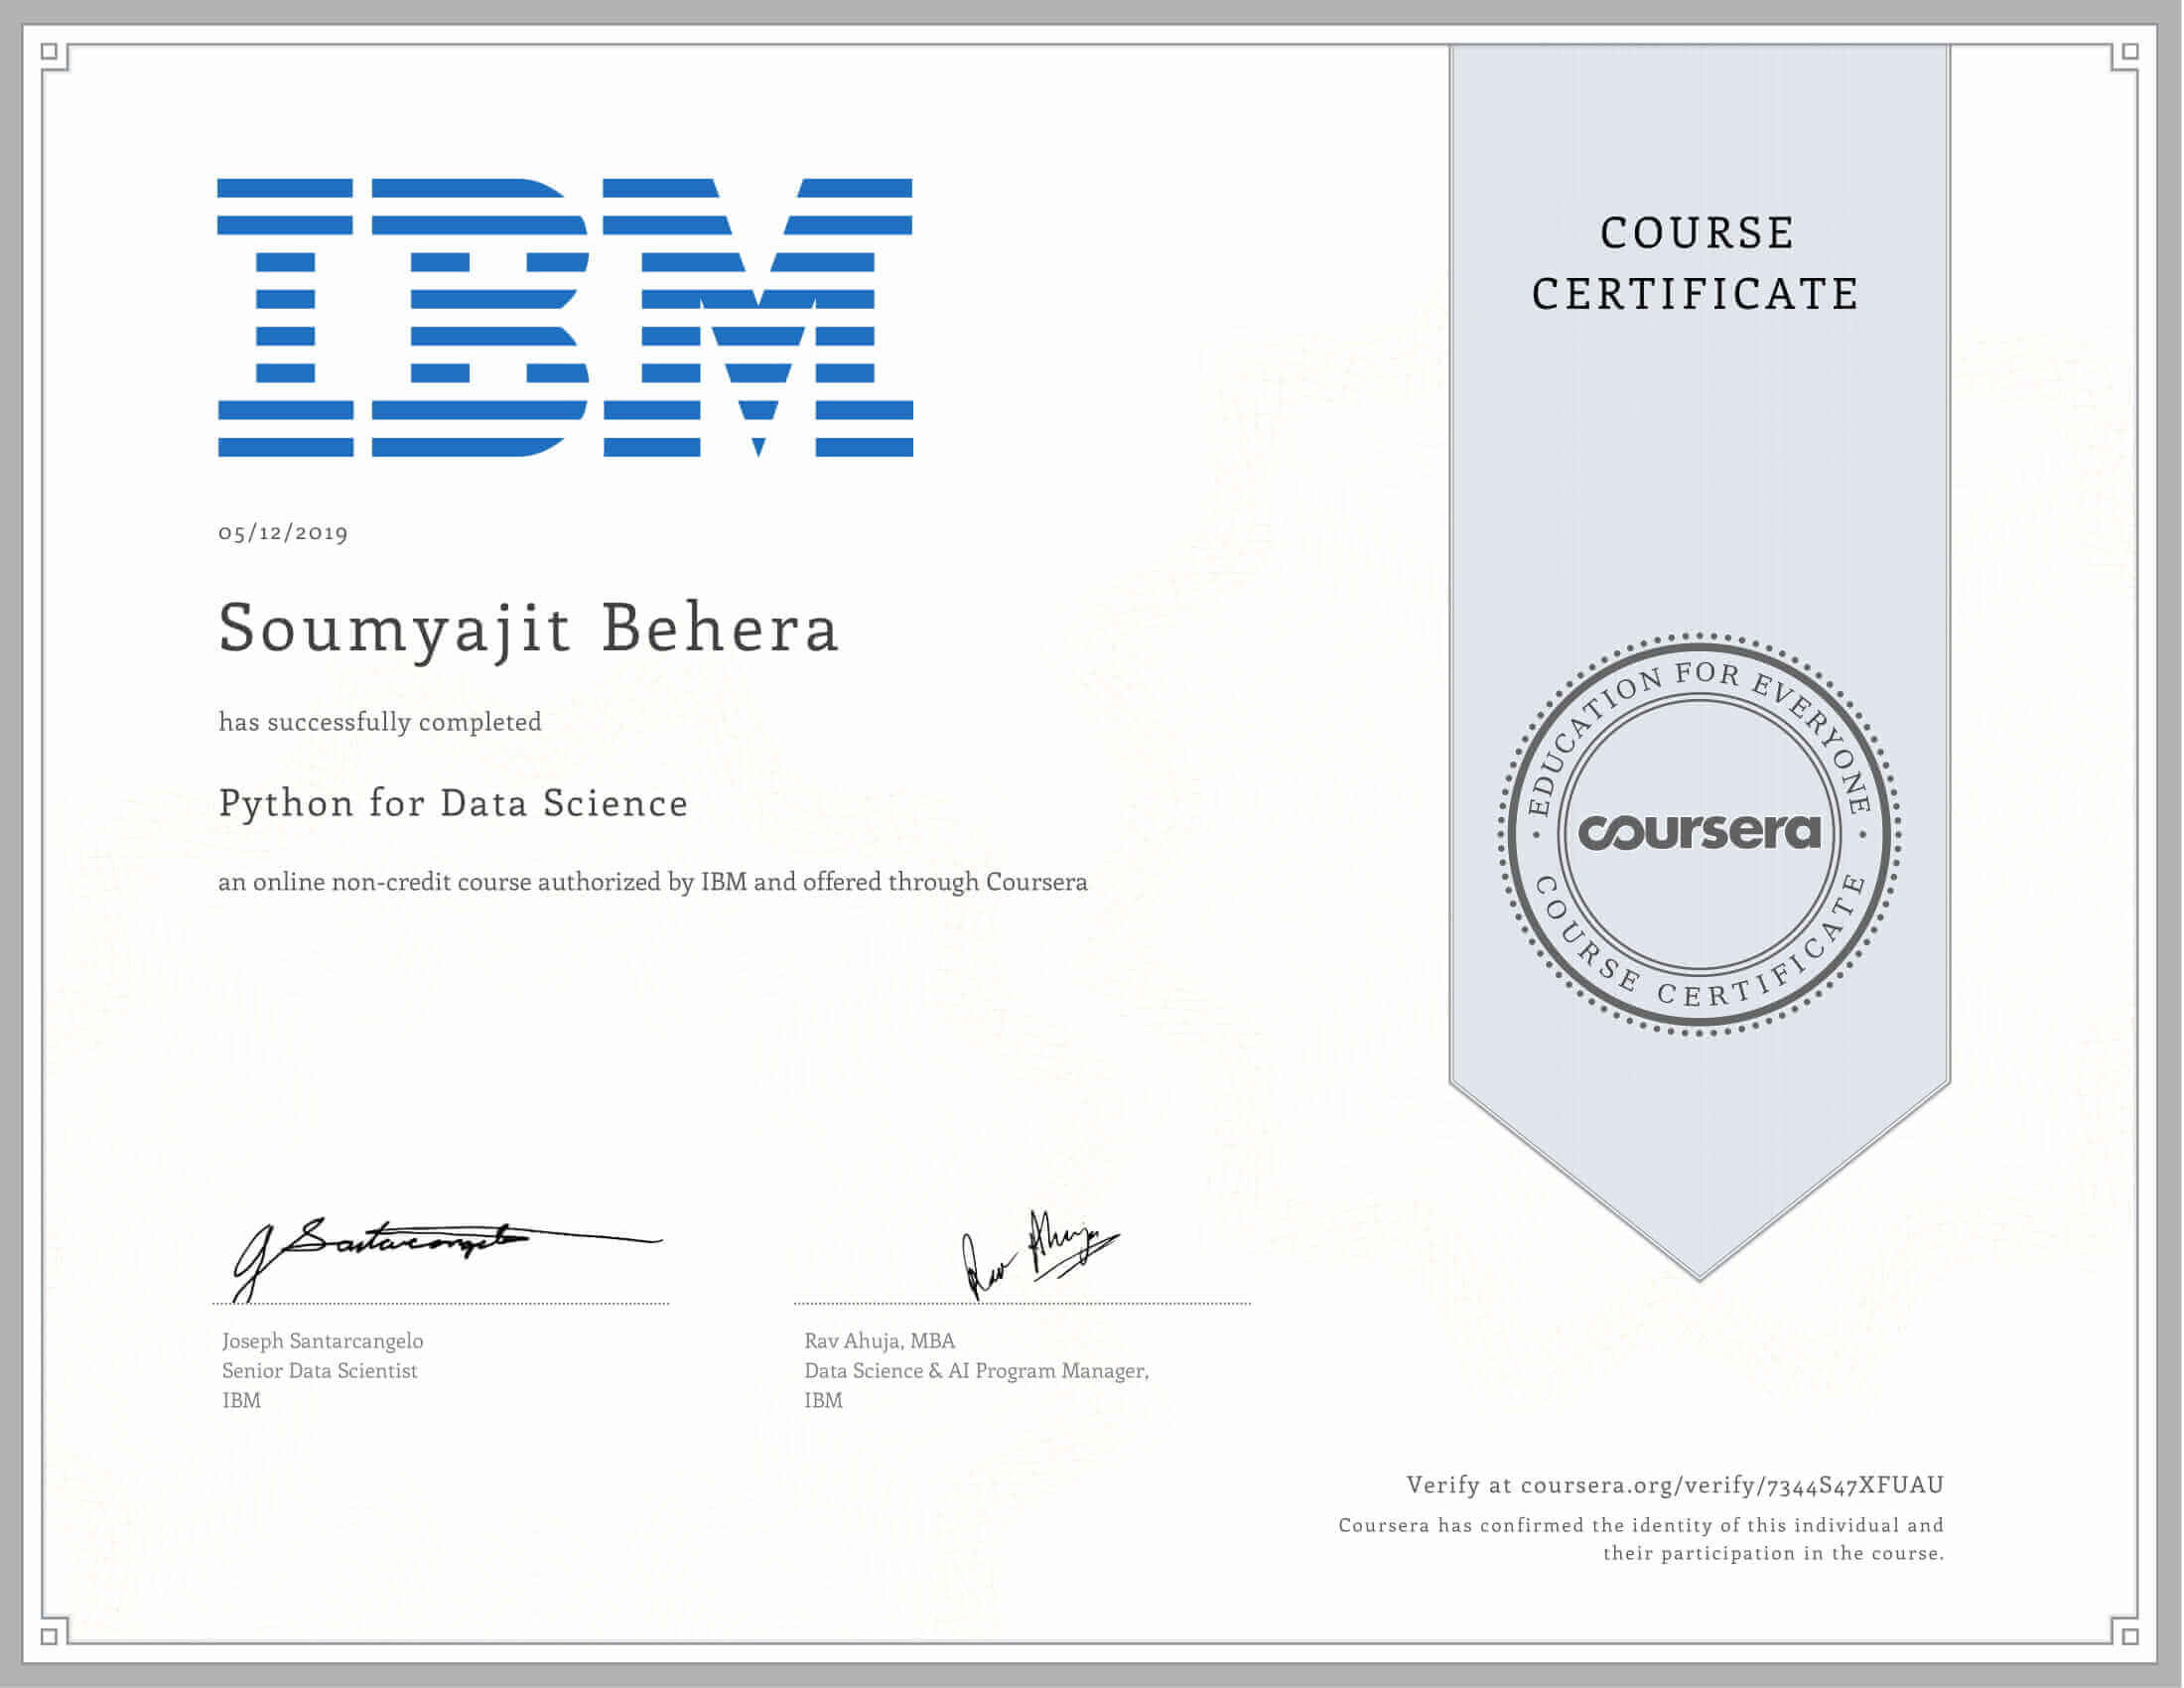 IBM
05/12/2019
Soumyajit Behera
has successfully completed
Python for Data Science
an online non-credit course authorized by IBM and offered through Coursera
COURSE
CERTIFICATE
EDUCATION FOR EVERYONE
coursera
COURSE CERTIFICATE
J Santarcangelo
Rav Ahuja
Joseph Santarcangelo
Senior Data Scientist
IBM
Rav Ahuja, MBA
Data Science & AI Program Manager,
IBM
Verify at coursera.org/verify/7344S47XFUAU
Coursera has confirmed the identity of this individual and
their participation in the course.